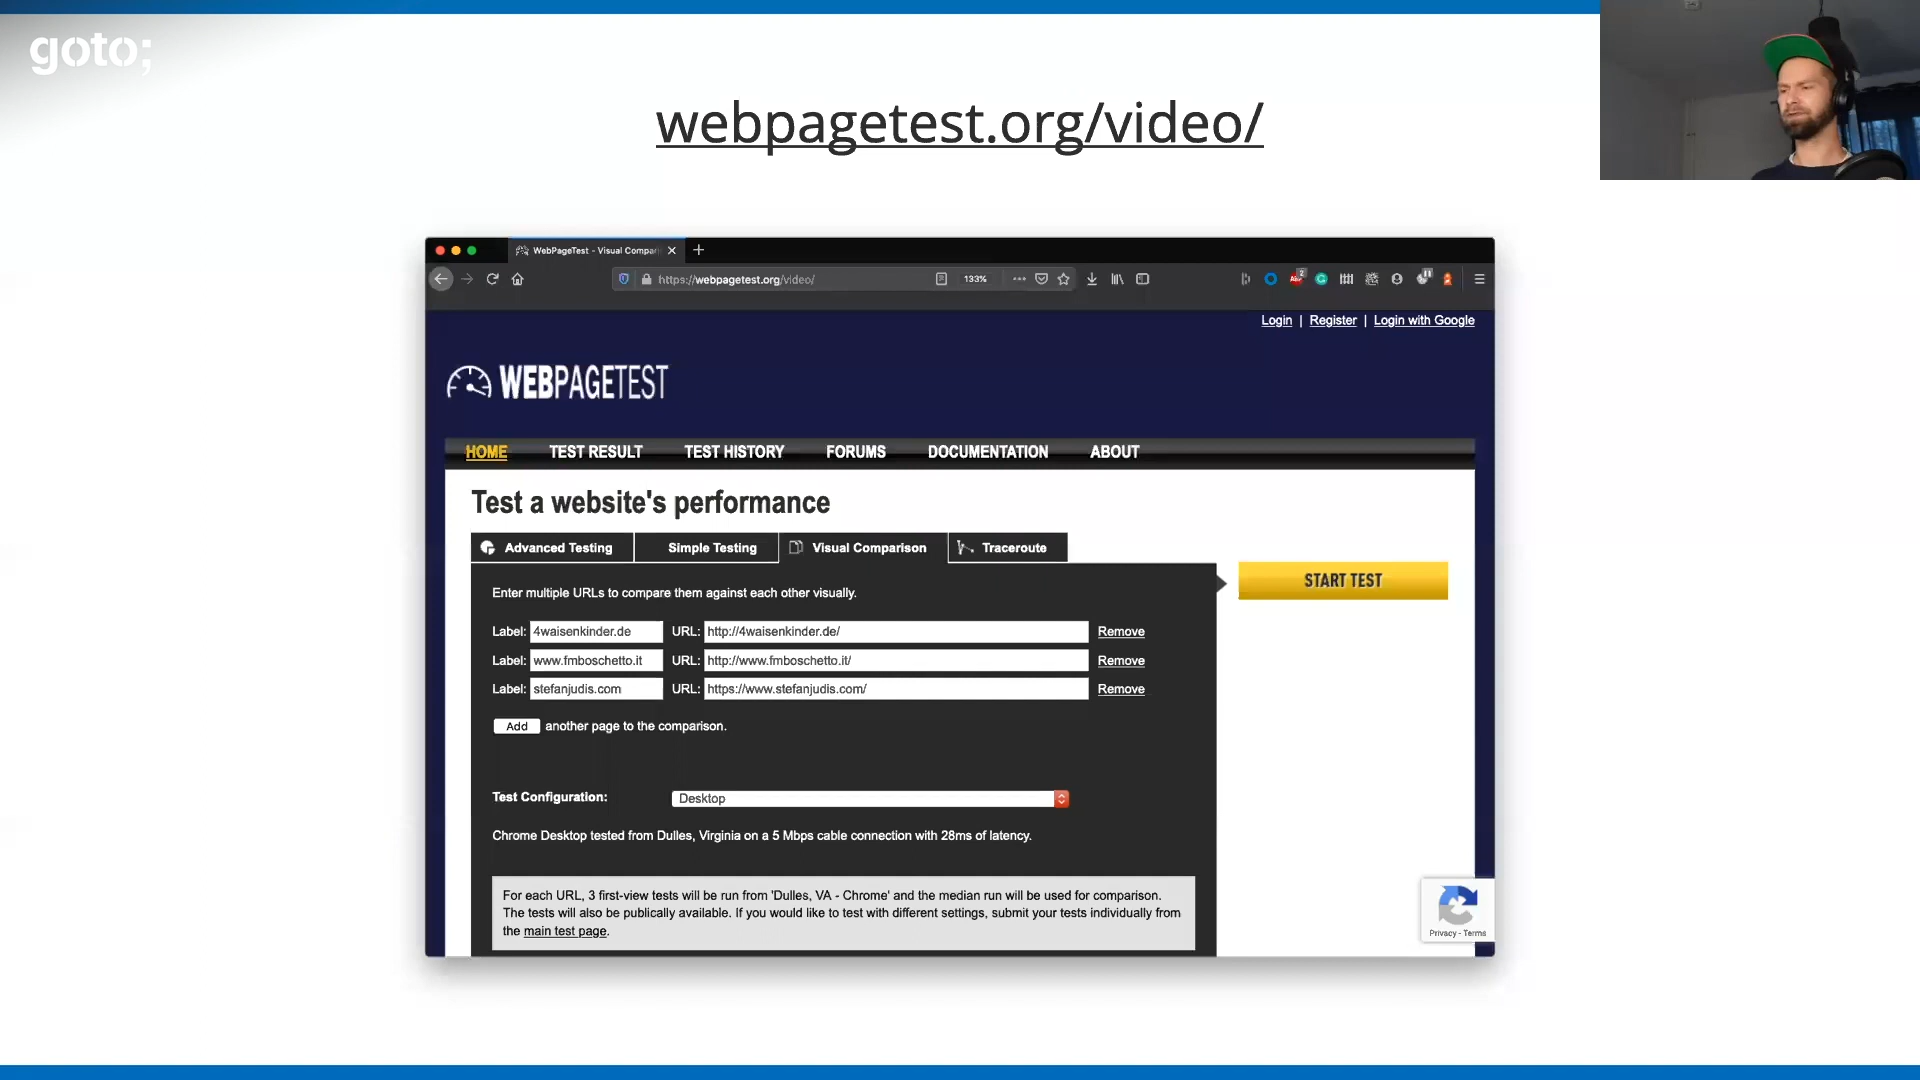 goto;
webpagetest.org/video/
WebPageTest - Visual Compari
https://webpagetest.org/video/
133%
Login | Register | Login with Google
WEBPAGETEST
HOME TEST RESULT TEST HISTORY FORUMS DOCUMENTATION ABOUT
Test a website's performance
Advanced Testing Simple Testing Visual Comparison Traceroute
START TEST
Enter multiple URLs to compare them against each other visually.
Label: 4waisenkinder.de URL: http://4waisenkinder.de/ Remove
Label: www.fmboschetto.it URL: http://www.fmboschetto.it/ Remove
Label: stefanjudis.com URL: https://www.stefanjudis.com/ Remove
Add another page to the comparison.
Test Configuration: Desktop
Chrome Desktop tested from Dulles, Virginia on a 5 Mbps cable connection with 28ms of latency.
For each URL, 3 first-view tests will be run from 'Dulles, VA - Chrome' and the median run will be used for comparison.
The tests will also be publically available. If you would like to test with different settings, submit your tests individually from
the main test page.
Privacy - Terms